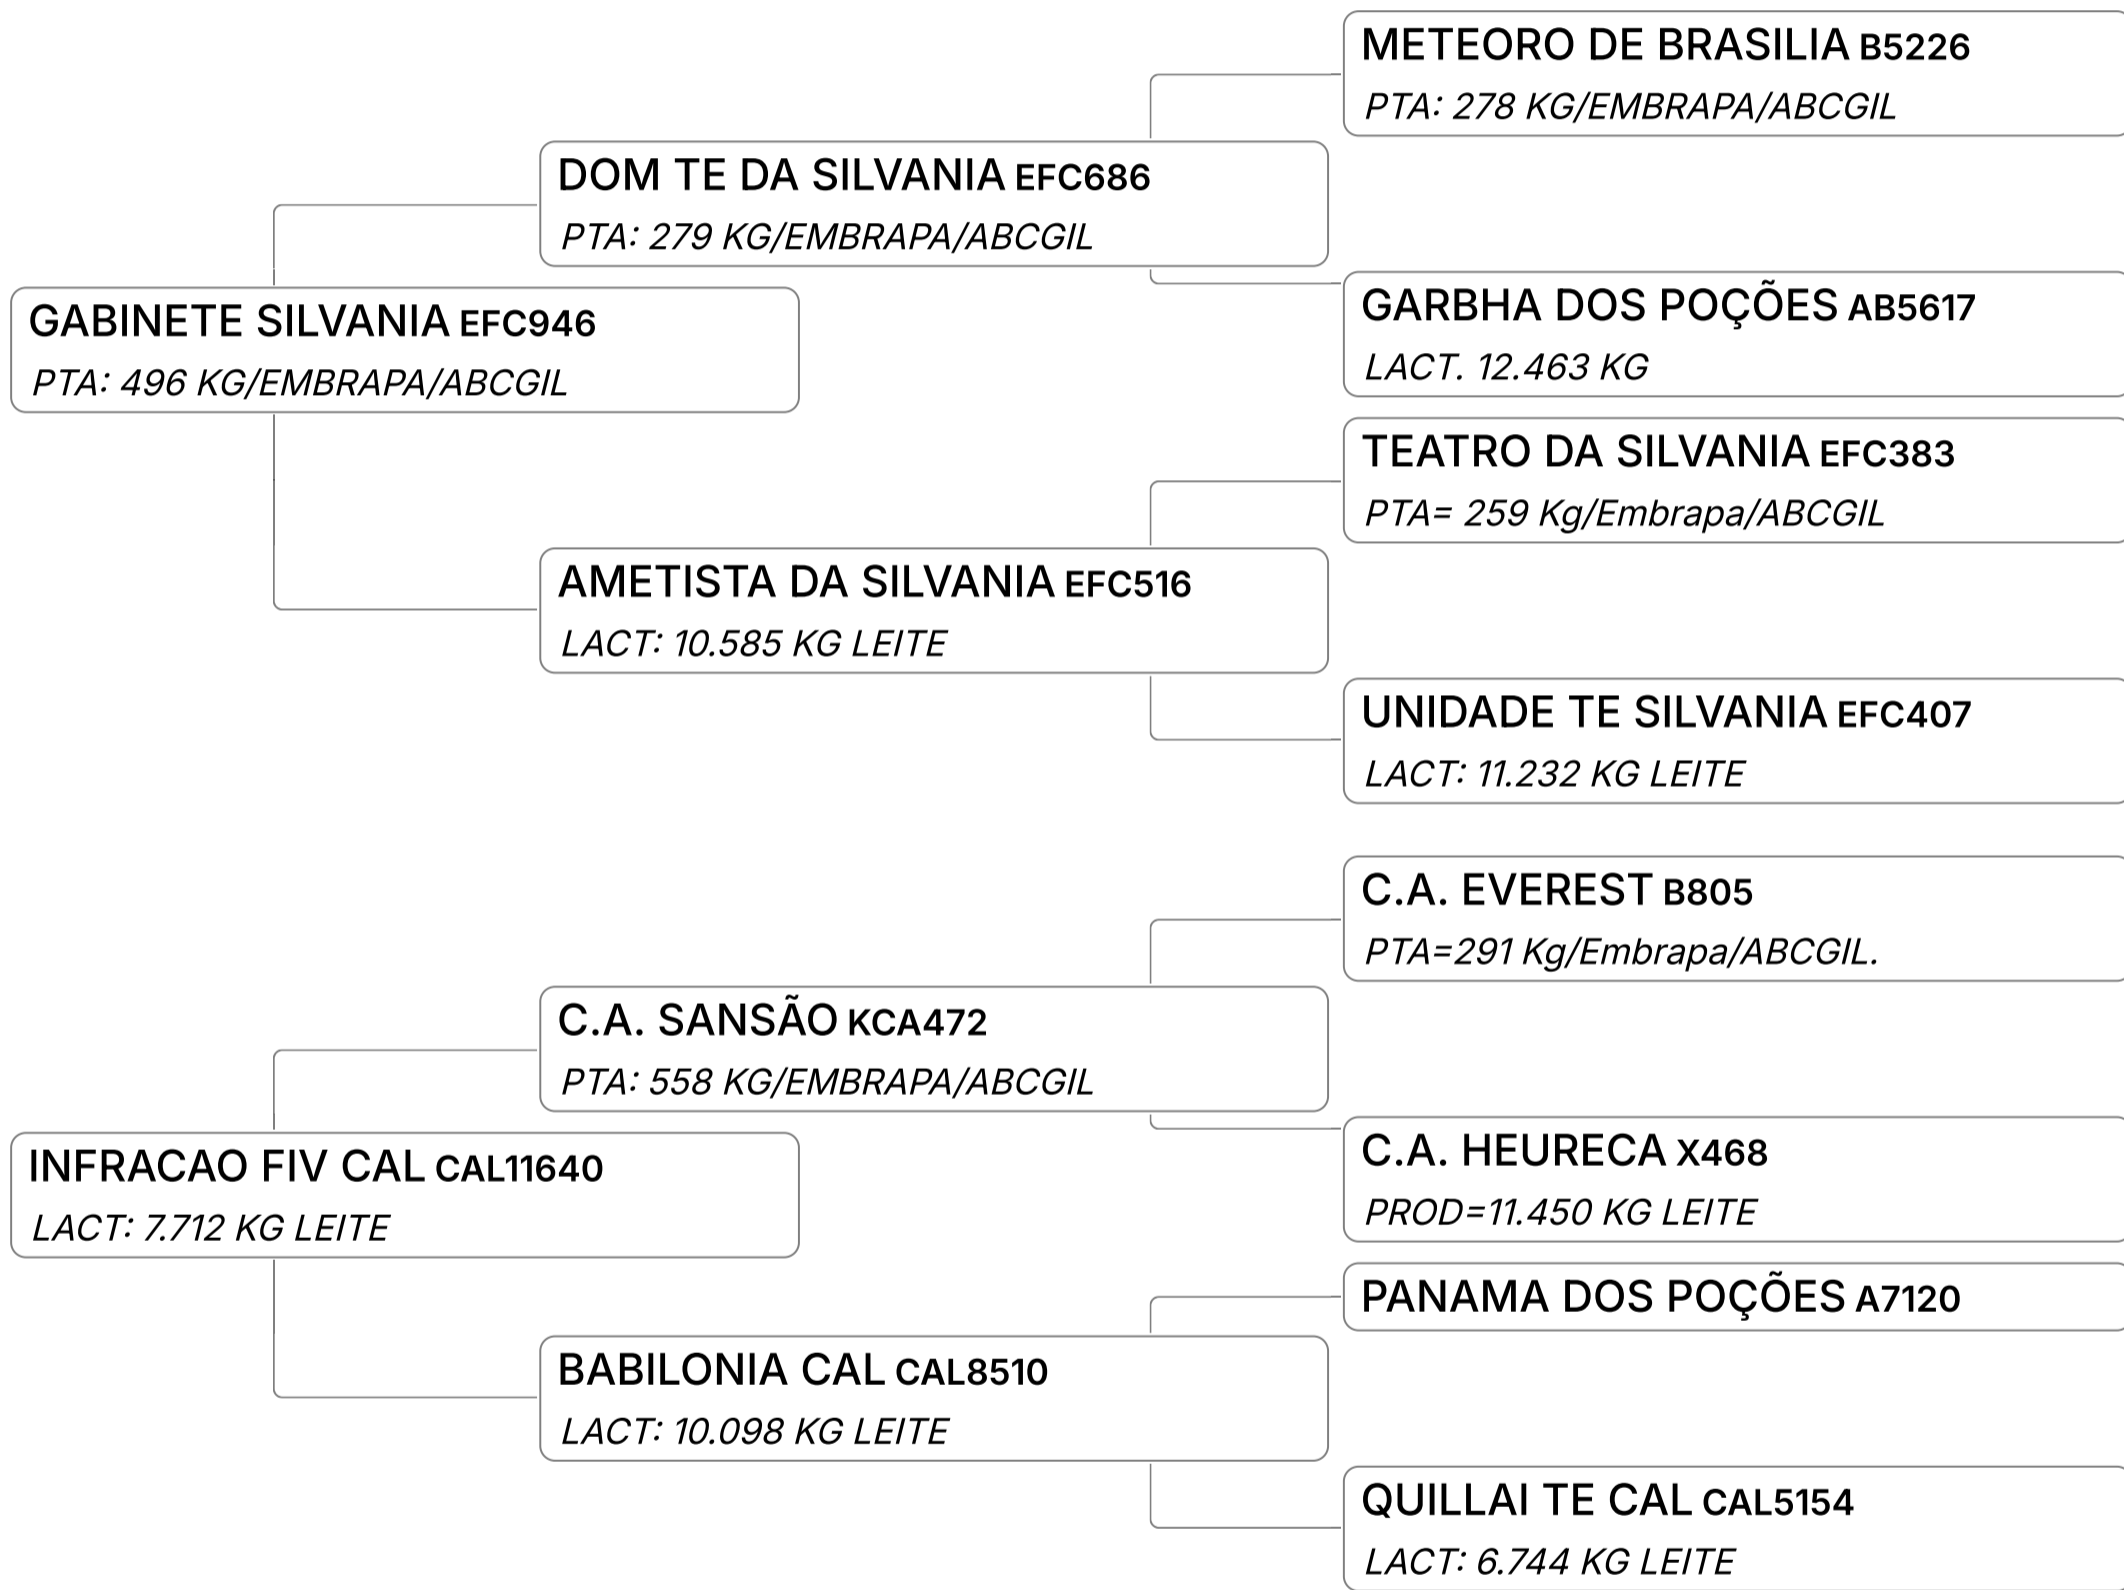 METEORO DE BRASILIA B5226
PTA: 278 KG/EMBRAPA/ABCGIL
DOM TE DA SILVANIA EFC686
PTA: 279 KG/EMBRAPA/ABCGIL
GARBHA DOS POÇÕES AB5617
LACT. 12.463 KG
GABINETE SILVANIA EFC946
PTA: 496 KG/EMBRAPA/ABCGIL
TEATRO DA SILVANIA EFC383
PTA= 259 Kg/Embrapa/ABCGIL
AMETISTA DA SILVANIA EFC516
LACT: 10.585 KG LEITE
UNIDADE TE SILVANIA EFC407
LACT: 11.232 KG LEITE
C.A. EVEREST B805
PTA=291 Kg/Embrapa/ABCGIL.
C.A. SANSÃO KCA472
PTA: 558 KG/EMBRAPA/ABCGIL
C.A. HEURECA X468
PROD=11.450 KG LEITE
INFRACAO FIV CAL CAL11640
LACT: 7.712 KG LEITE
PANAMA DOS POÇÕES A7120
BABILONIA CAL CAL8510
LACT: 10.098 KG LEITE
QUILLAI TE CAL CAL5154
LACT: 6.744 KG LEITE